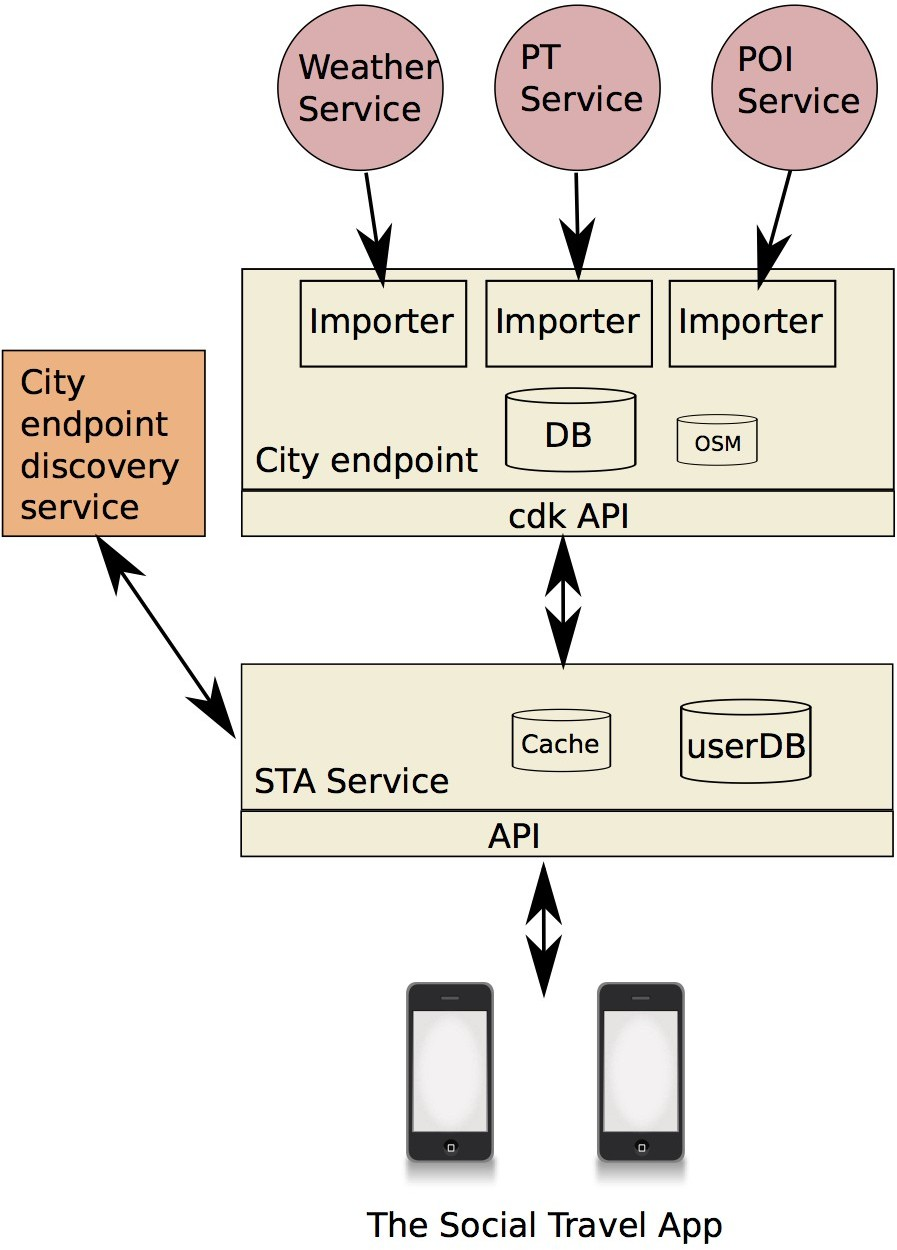 Weather
Service
PT
Service
POI
Service
Importer
Importer
Importer
City
endpoint
discovery
service
DB
OSM
City endpoint
cdk API
Cache
userDB
STA Service
API
The Social Travel App